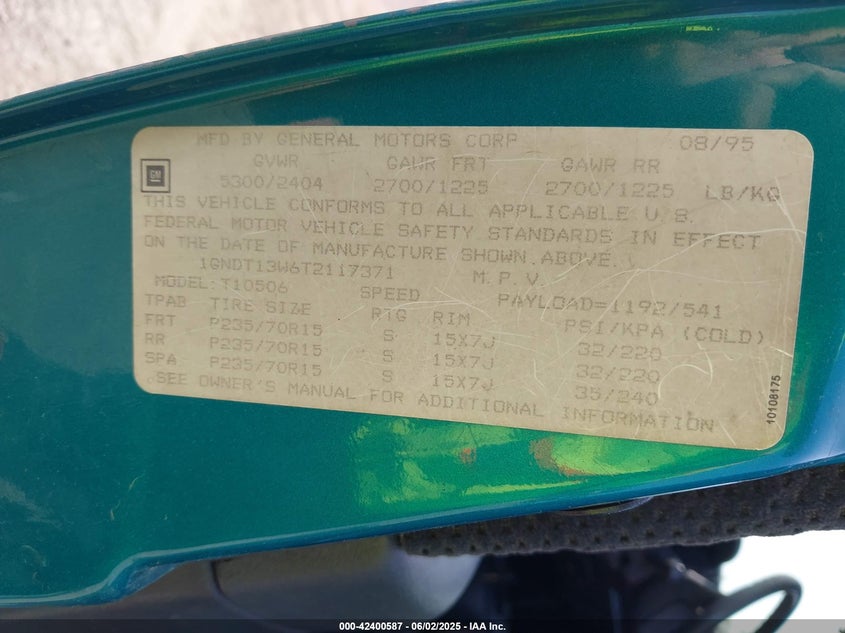 MFD BY GENERAL MOTORS CORP 08/95
GM
GVWR GAWR FRT GAWR RR
5300/2404 2700/1225 2700/1225 LB/KG
THIS VEHICLE CONFORMS TO ALL APPLICABLE U.S.
FEDERAL MOTOR VEHICLE SAFETY STANDARDS IN EFFECT
ON THE DATE OF MANUFACTURE SHOWN ABOVE.
1GNDT13W6T2117371 M.P.V.
MODEL: T10506 SPEED PAYLOAD=1192/541
TPAB TIRE SIZE RTG RIM PSI/KPA (COLD)
FRT P235/70R15 S 15X7J 32/220
RR P235/70R15 S 15X7J 32/220
SPA P235/70R15 S 15X7J 35/240
SEE OWNER'S MANUAL FOR ADDITIONAL INFORMATION
10108175
000-42400587 - 06/02/2025 - IAA Inc.